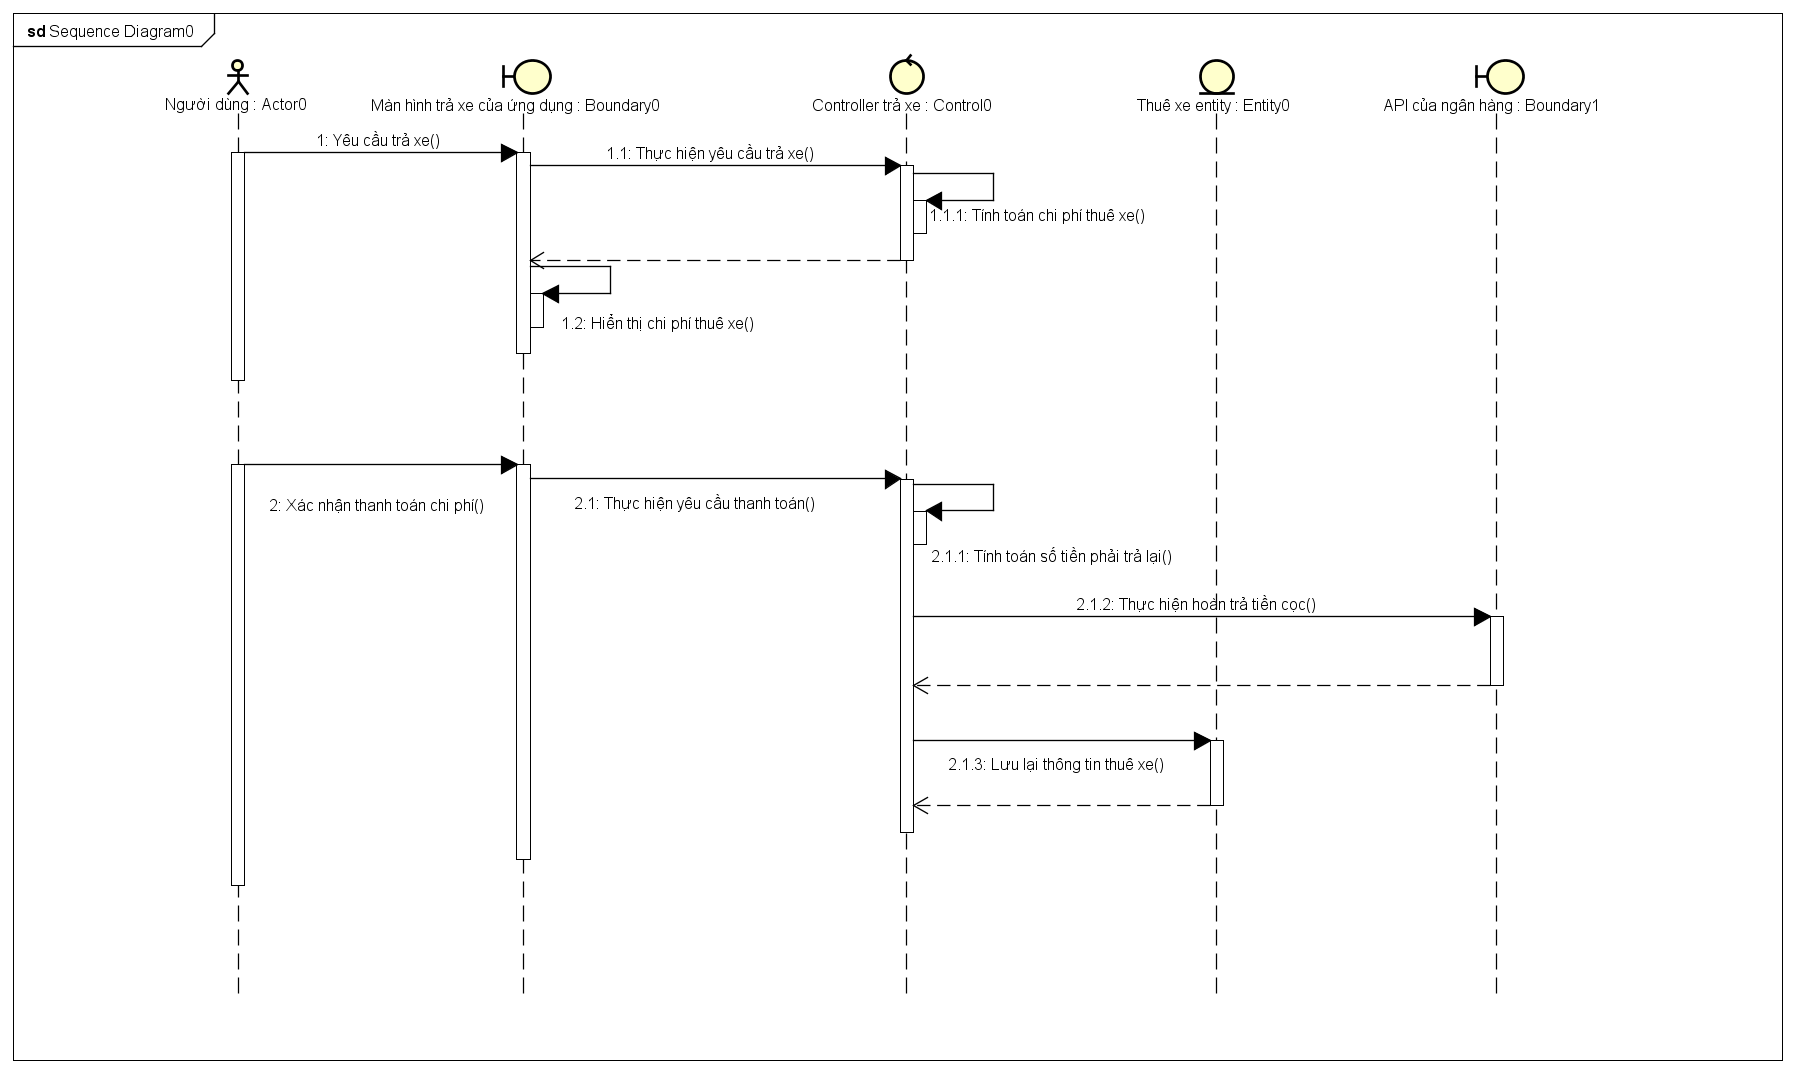 sd Sequence Diagram0
Người dùng : Actor0
Màn hình trả xe của ứng dụng : Boundary0
Controller trả xe : Control0
Thuê xe entity : Entity0
API của ngân hàng : Boundary1
1: Yêu cầu trả xe()
1.1: Thực hiện yêu cầu trả xe()
1.1.1: Tính toán chi phí thuê xe()
1.2: Hiển thị chi phí thuê xe()
2: Xác nhận thanh toán chi phí()
2.1: Thực hiện yêu cầu thanh toán()
2.1.1: Tính toán số tiền phải trả lại()
2.1.2: Thực hiện hoàn trả tiền cọc()
2.1.3: Lưu lại thông tin thuê xe()